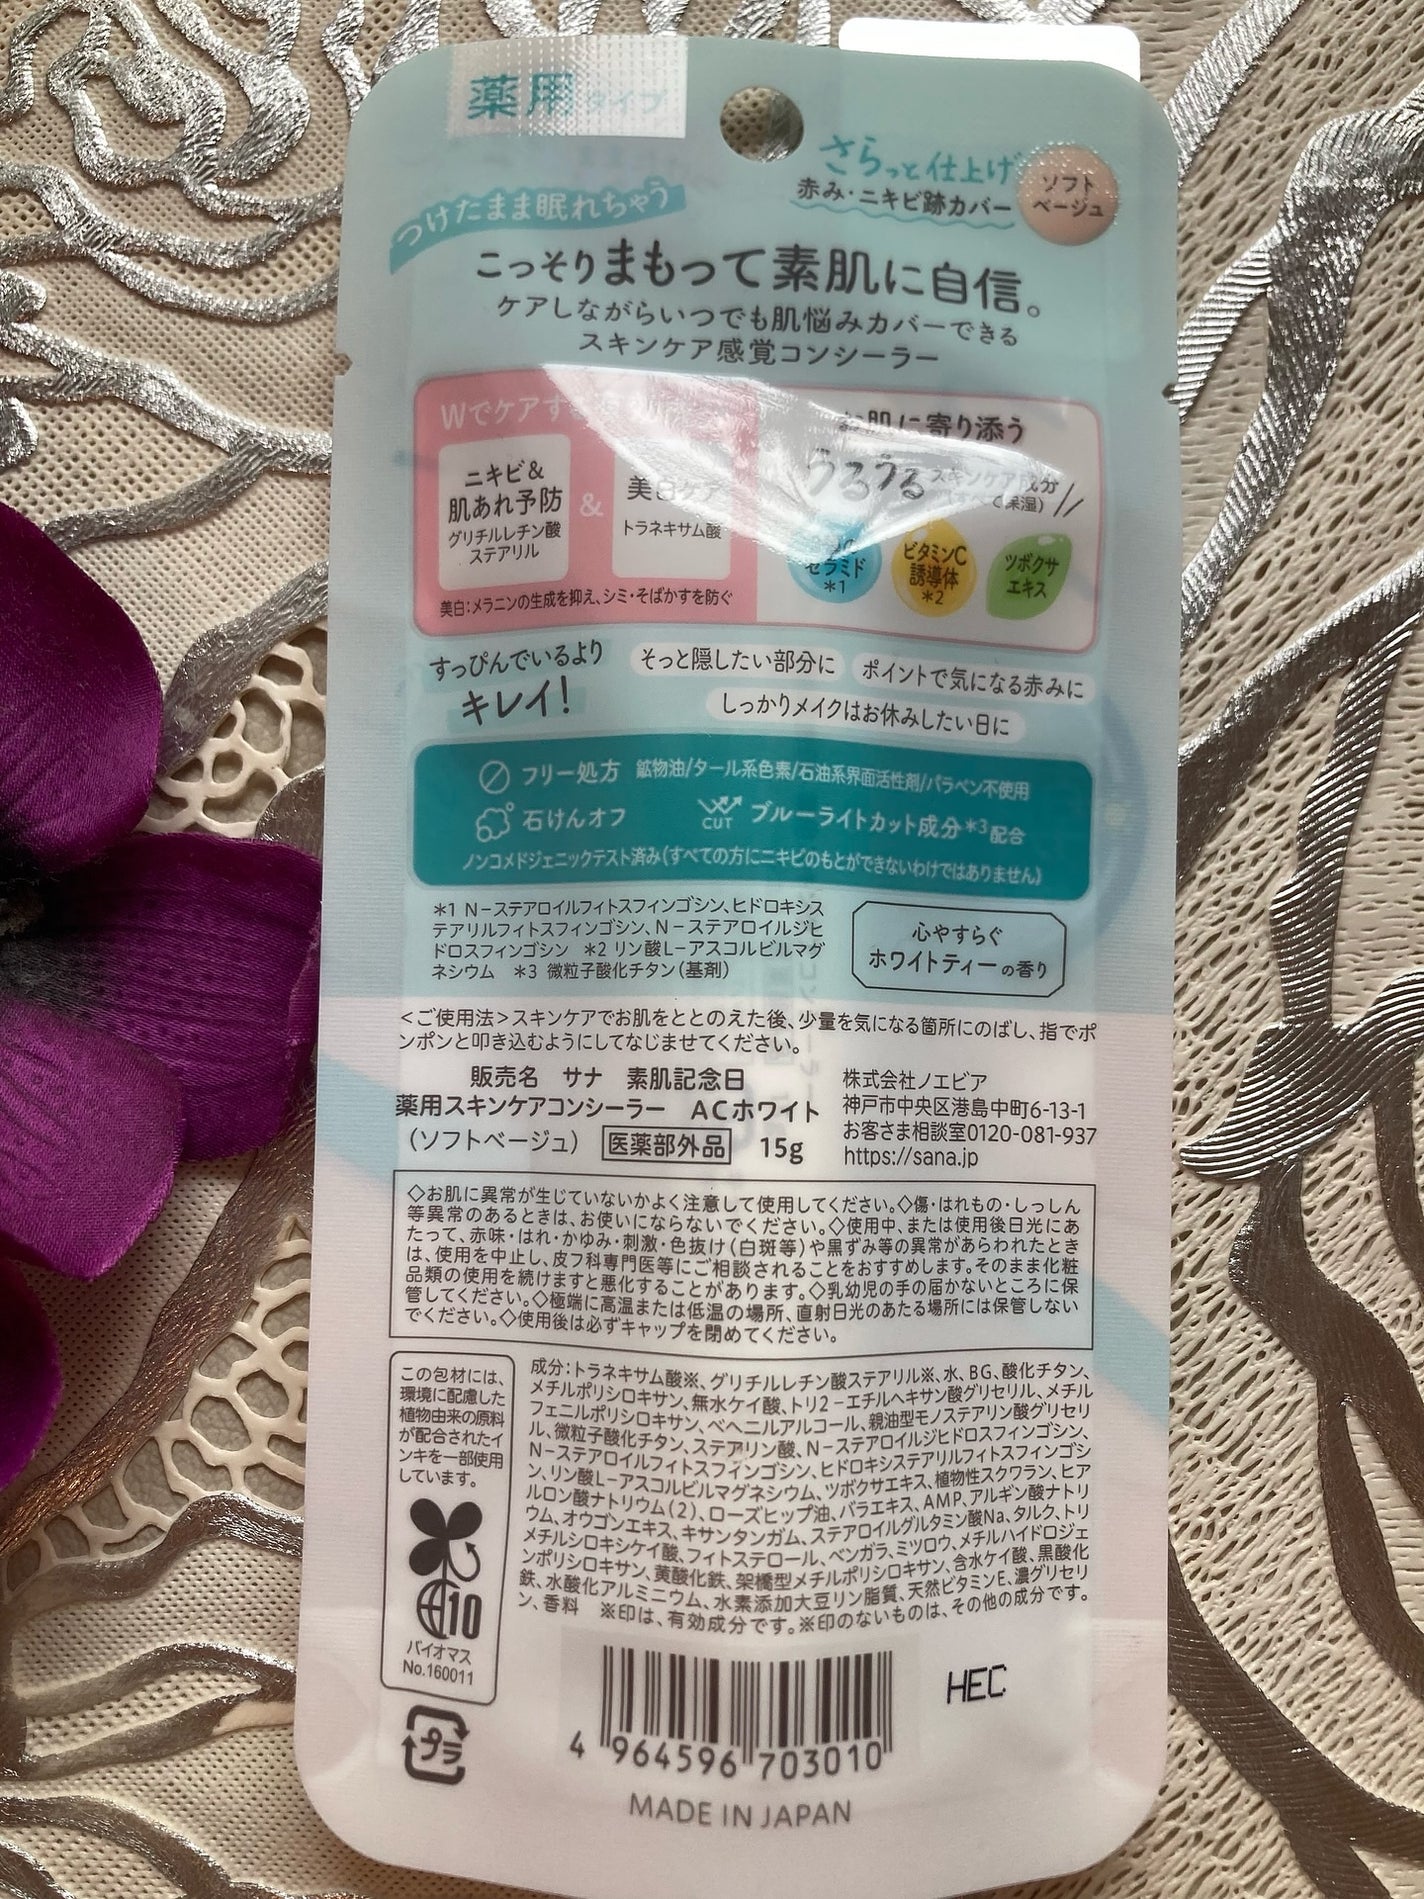 薬用タイプ
さらっと仕上げ
赤み・ニキビ跡カバー
ソフト
ベージュ
つけたまま眠れちゃう
こっそりまもって素肌に自信。
ケアしながらいつでも肌悩みカバーできる
スキンケア感覚コンシーラー
Wでケアす
ニキビ&
肌あれ予防
グリチルレチン酸
ステアリル
&
美白ケア
トラネキサム酸
美白：メラニンの生成を抑え、シミ・そばかすを防ぐ
お肌に寄り添う
うるうるスキンケア成分
て保湿)
セラミド
*1
ビタミンC
誘導体
*2
ツボクサ
エキス
すっぴんでいるより
キレイ！
そっと隠したい部分に
ポイントで気になる赤みに
しっかりメイクはお休みしたい日に
フリー処方 鉱物油/タール系色素/石油系界面活性剤/パラベン不使用
石けんオフ
CUT
ブルーライトカット成分*3配合
ノンコメドジェニックテスト済み(すべての方にニキビのもとができないわけではありません)
*1 N－ステアロイルフィトスフィンゴシン、ヒドロキシス
テアリルフィトスフィンゴシン、N－ステアロイルジヒ
ドロスフィンゴシン *2 リン酸L－アスコルビルマグ
ネシウム *3 微粒子酸化チタン(基剤)
心やすらぐ
ホワイトティーの香り
<ご使用法>スキンケアでお肌をととのえた後、少量を気になる箇所にのばし、指でポ
ンポンと叩き込むようにしてなじませてください。
販売名 サナ 素肌記念日
薬用スキンケアコンシーラー ACホワイト
(ソフトベージュ) 医薬部外品 15g
株式会社ノエビア
神戸市中央区港島中町6-13-1
お客さま相談室0120-081-937
https://sana.jp
◇お肌に異常が生じていないかよく注意して使用してください。◇傷・はれもの・しっしん
等異常のあるときは、お使いにならないでください。◇使用中、または使用後日光にあ
たって、赤味・はれ・かゆみ・刺激・色抜け(白斑等)や黒ずみ等の異常があらわれたとき
は、使用を中止し、皮フ科専門医等にご相談されることをおすすめします。そのまま化粧
品類の使用を続けますと悪化することがあります。◇乳幼児の手の届かないところに保
管してください。◇極端に高温または低温の場所、直射日光のあたる場所には保管しない
でください。◇使用後は必ずキャップを閉めてください。
この包材には、
環境に配慮した
植物由来の原料
が配合されたイ
ンキを一部使用
しています。
10
バイオマス
No.160011
成分：トラネキサム酸※、グリチルレチン酸ステアリル※、水、BG、酸化チタン、
メチルポリシロキサン、無水ケイ酸、トリ2－エチルヘキサン酸グリセリル、メチル
フェニルポリシロキサン、ベヘニルアルコール、親油型モノステアリン酸グリセリ
ル、微粒子酸化チタン、ステアリン酸、N－ステアロイルジヒドロスフィンゴシン、
N－ステアロイルフィトスフィンゴシン、ヒドロキシステアリルフィトスフィンゴシ
ン、リン酸L－アスコルビルマグネシウム、ツボクサエキス、植物性スクワラン、ヒア
ルロン酸ナトリウム(2)、ローズヒップ油、バラエキス、AMP、アルギン酸ナトリ
ウム、オウゴンエキス、キサンタンガム、ステアロイルグルタミン酸Na、タルク、トリ
メチルシロキシケイ酸、フィトステロール、ベンガラ、ミツロウ、メチルハイドロジェ
ンポリシロキサン、黄酸化鉄、架橋型メチルポリシロキサン、含水ケイ酸、黒酸化
鉄、水酸化アルミニウム、水素添加大豆リン脂質、天然ビタミンE、濃グリセリ
ン、香料 ※印は、有効成分です。※印のないものは、その他の成分です。
プラ
4 964596 703010
HEC
MADE IN JAPAN